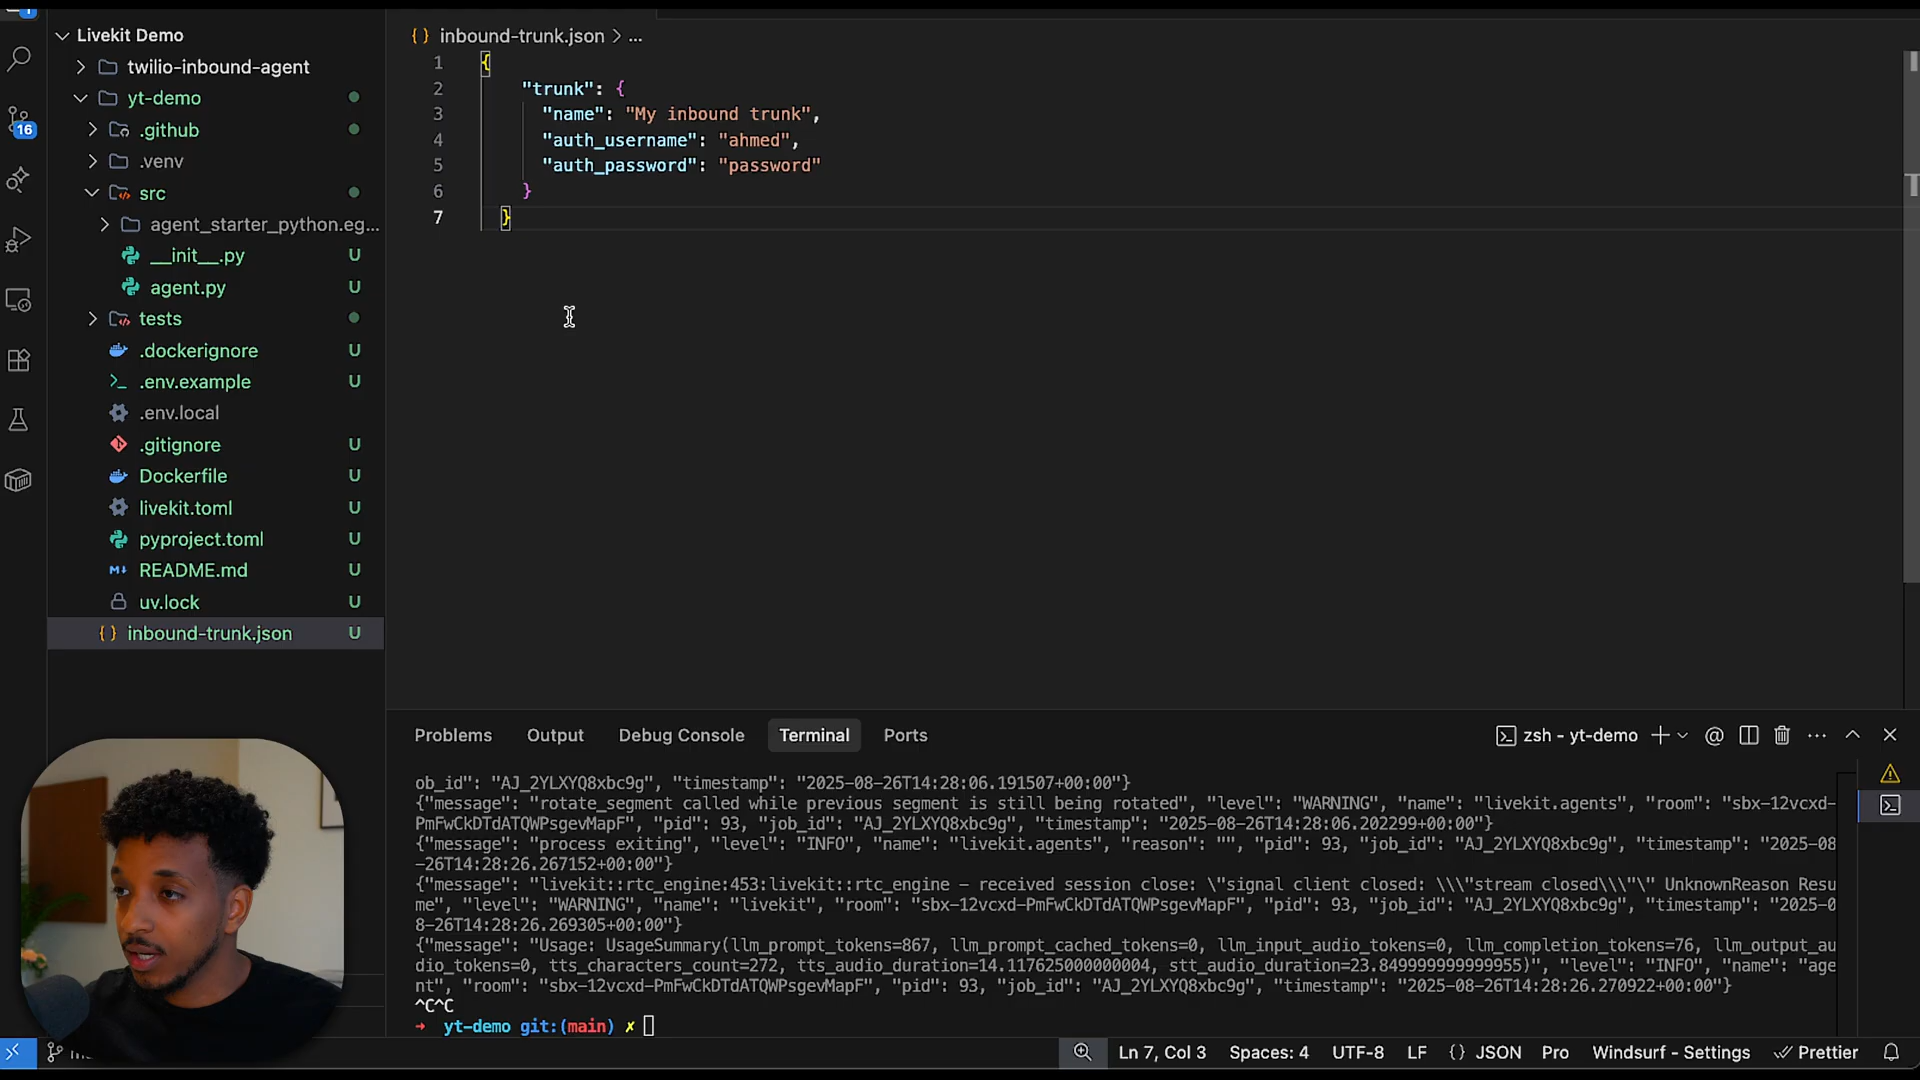 1
Livekit Demo
twilio-inbound-agent
yt-demo
.github
.venv
src
agent_starter_python.eg...
__init__.py U
agent.py U
tests
.dockerignore U
.env.example U
.env.local
.gitignore U
Dockerfile U
livekit.toml U
pyproject.toml U
README.md U
uv.lock U
{} inbound-trunk.json U
16
{} inbound-trunk.json > ...
1 {
2 "trunk": {
3 "name": "My inbound trunk",
4 "auth_username": "ahmed",
5 "auth_password": "password"
6 }
7 }
Problems Output Debug Console Terminal Ports
zsh - yt-demo
ob_id": "AJ_2YLXYQ8xbc9g", "timestamp": "2025-08-26T14:28:06.191507+00:00"}
{"message": "rotate_segment called while previous segment is still being rotated", "level": "WARNING", "name": "livekit.agents", "room": "sbx-12vcxd-
PmFwCkDTdATQWPsgevMapF", "pid": 93, "job_id": "AJ_2YLXYQ8xbc9g", "timestamp": "2025-08-26T14:28:06.202299+00:00"}
{"message": "process exiting", "level": "INFO", "name": "livekit.agents", "reason": "", "pid": 93, "job_id": "AJ_2YLXYQ8xbc9g", "timestamp": "2025-08
-26T14:28:26.267152+00:00"}
{"message": "livekit::rtc_engine:453:livekit::rtc_engine – received session close: \"signal client closed: \\\"stream closed\\\"\" UnknownReason Resu
me", "level": "WARNING", "name": "livekit", "room": "sbx-12vcxd-PmFwCkDTdATQWPsgevMapF", "pid": 93, "job_id": "AJ_2YLXYQ8xbc9g", "timestamp": "2025-0
8-26T14:28:26.269305+00:00"}
{"message": "Usage: UsageSummary(llm_prompt_tokens=867, llm_prompt_cached_tokens=0, llm_input_audio_tokens=0, llm_completion_tokens=76, llm_output_au
dio_tokens=0, tts_characters_count=272, tts_audio_duration=14.117625000000004, stt_audio_duration=23.849999999999955)", "level": "INFO", "name": "age
nt", "room": "sbx-12vcxd-PmFwCkDTdATQWPsgevMapF", "pid": 93, "job_id": "AJ_2YLXYQ8xbc9g", "timestamp": "2025-08-26T14:28:26.270922+00:00"}
^C^C
→ yt-demo git:(main) ✗
Ln 7, Col 3 Spaces: 4 UTF-8 LF {} JSON Pro Windsurf - Settings Prettier